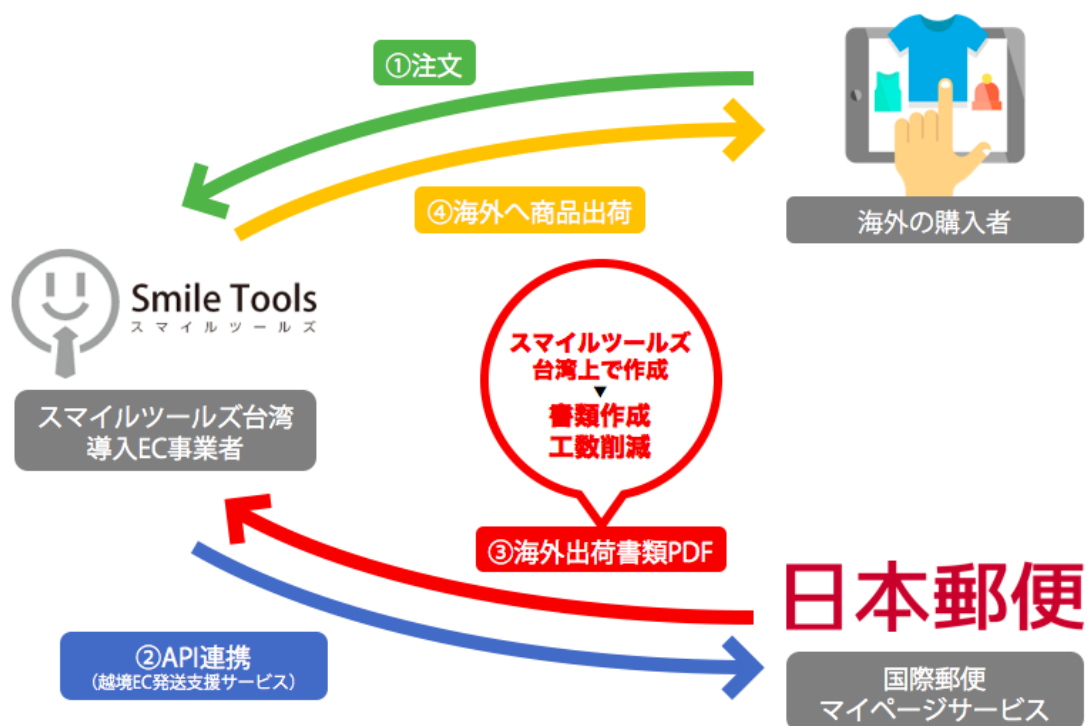 ①注文
④海外へ商品出荷
海外の購入者
Smile Tools
スマイルツールズ
スマイルツールズ台湾
導入EC事業者
スマイルツールズ
台湾上で作成
▼
書類作成
工数削減
③海外出荷書類PDF
②API連携
(越境EC発送支援サービス)
日本郵便
国際郵便
マイページサービス